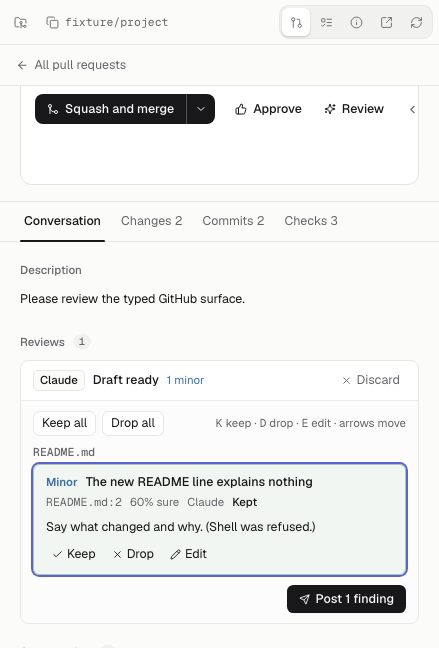 fixture/project
All pull requests
Squash and merge
Approve
Review
Conversation
Changes 2
Commits 2
Checks 3
Description
Please review the typed GitHub surface.
Reviews 1
Claude Draft ready 1 minor Discard
Keep all Drop all K keep · D drop · E edit · arrows move
README.md
Minor The new README line explains nothing
README.md:2 60% sure Claude Kept
Say what changed and why. (Shell was refused.)
Keep Drop Edit
Post 1 finding